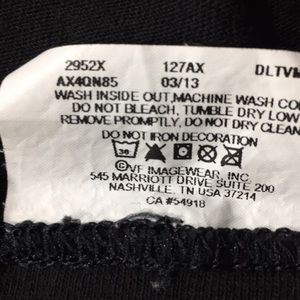 2952X 127AX DLTVM
AX4QN85 03/13
WASH INSIDE OUT, MACHINE WASH CO
DO NOT BLEACH, TUMBLE DRY LOW
REMOVE PROMPTLY, DO NOT DRY CLEAN
DO NOT IRON DECORATION
30
©VF IMAGEWEAR, INC.
545 MARRIOTT DRIVE SUITE 200
NASHVILLE, TN USA 37214
CA #54918